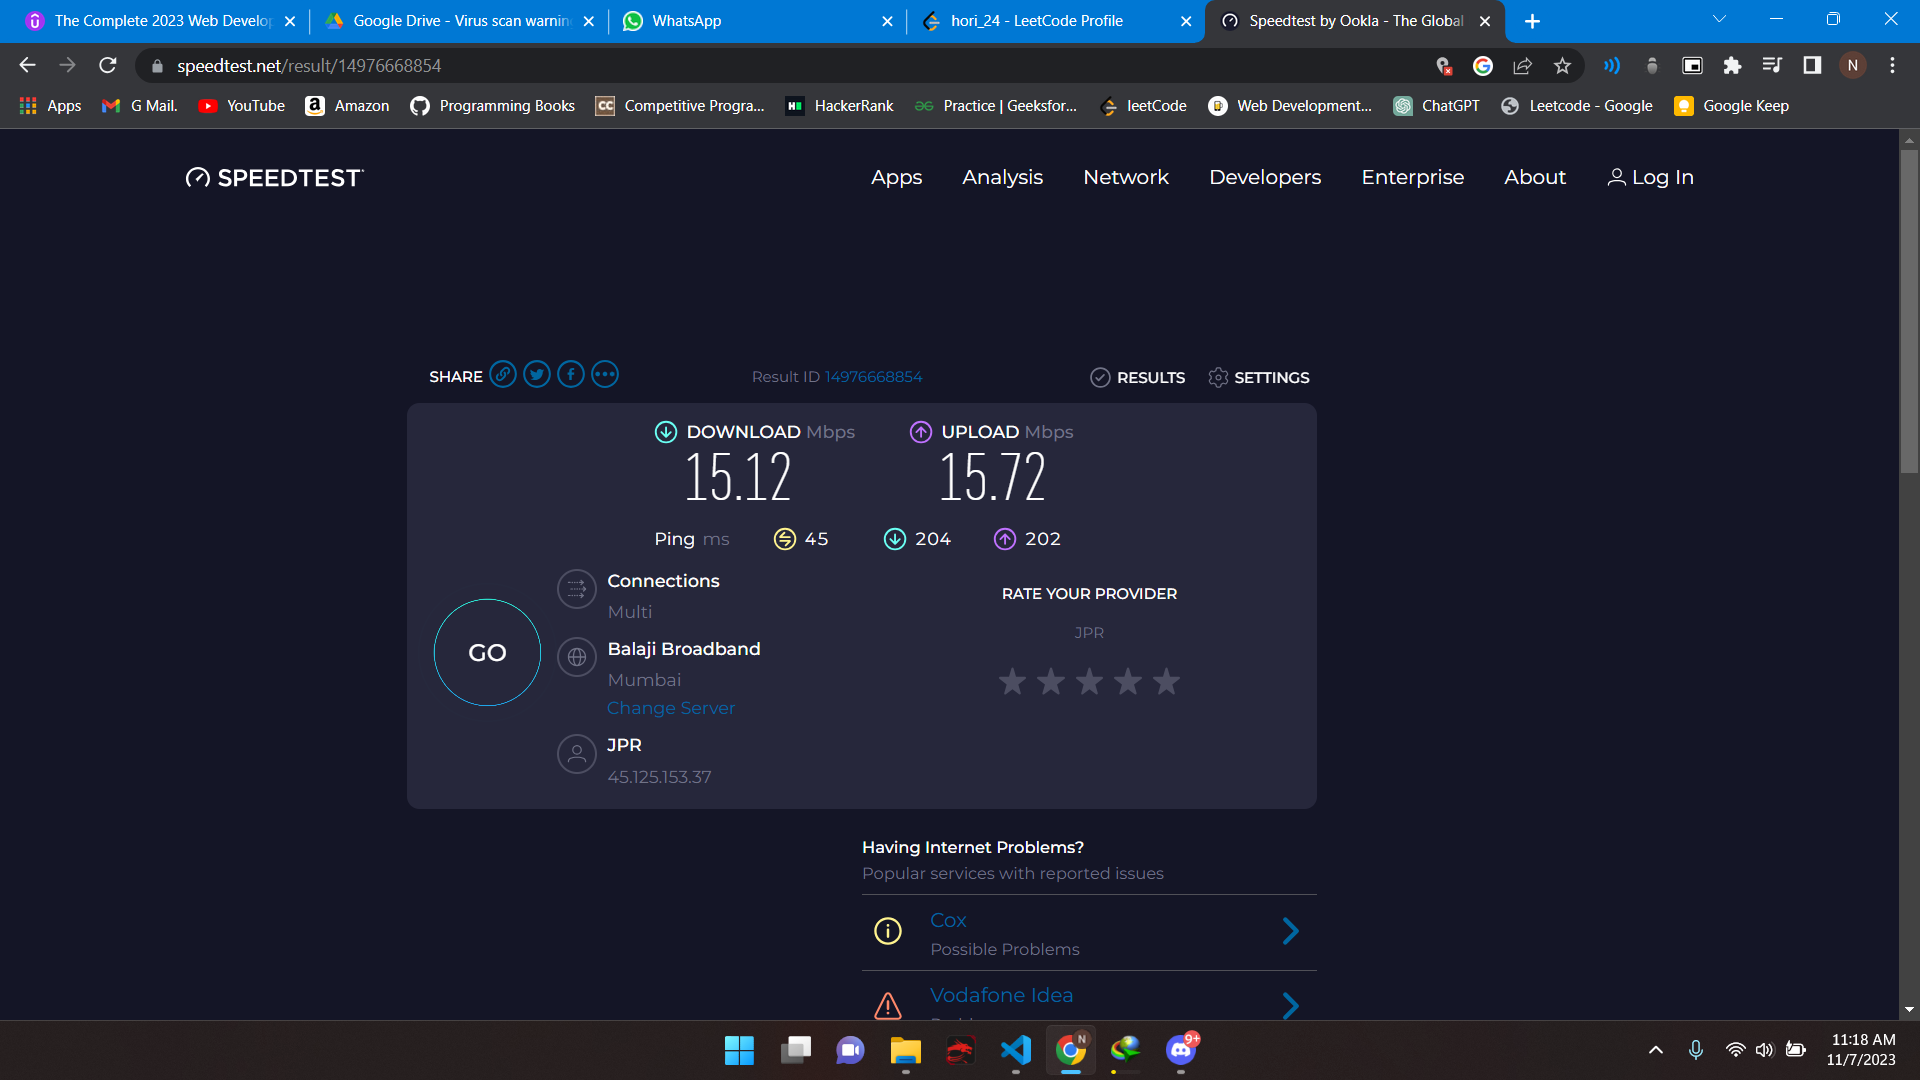 The Complete 2023 Web Develop
Google Drive - Virus scan warnin
WhatsApp
hori_24 - LeetCode Profile
Speedtest by Ookla - The Global
speedtest.net/result/14976668854
N
Apps
G Mail.
YouTube
Amazon
Programming Books
Competitive Progra...
HackerRank
Practice | Geeksfor...
leetCode
Web Development...
ChatGPT
Leetcode - Google
Google Keep
SPEEDTEST
Apps
Analysis
Network
Developers
Enterprise
About
Log In
SHARE
Result ID 14976668854
RESULTS
SETTINGS
DOWNLOAD Mbps
15.12
UPLOAD Mbps
15.72
Ping ms
45
204
202
GO
Connections
Multi
Balaji Broadband
Mumbai
Change Server
JPR
45.125.153.37
RATE YOUR PROVIDER
JPR
Having Internet Problems?
Popular services with reported issues
Cox
Possible Problems
Vodafone Idea
N
9+
11:18 AM
11/7/2023